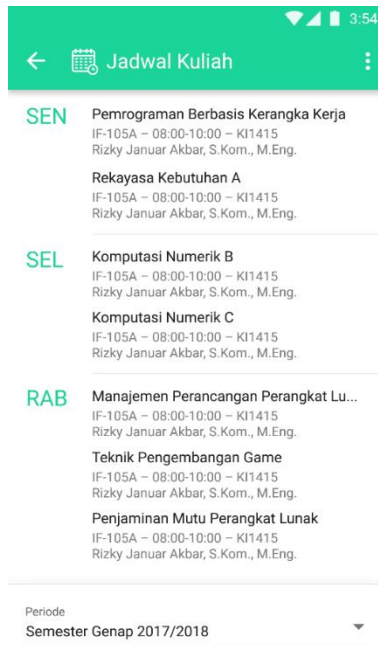 3:54
Jadwal Kuliah
SEN
Pemrograman Berbasis Kerangka Kerja
IF-105A – 08:00-10:00 – KI1415
Rizky Januar Akbar, S.Kom., M.Eng.
Rekayasa Kebutuhan A
IF-105A – 08:00-10:00 – KI1415
Rizky Januar Akbar, S.Kom., M.Eng.
SEL
Komputasi Numerik B
IF-105A – 08:00-10:00 – KI1415
Rizky Januar Akbar, S.Kom., M.Eng.
Komputasi Numerik C
IF-105A – 08:00-10:00 – KI1415
Rizky Januar Akbar, S.Kom., M.Eng.
RAB
Manajemen Perancangan Perangkat Lu...
IF-105A – 08:00-10:00 – KI1415
Rizky Januar Akbar, S.Kom., M.Eng.
Teknik Pengembangan Game
IF-105A – 08:00-10:00 – KI1415
Rizky Januar Akbar, S.Kom., M.Eng.
Penjaminan Mutu Perangkat Lunak
IF-105A – 08:00-10:00 – KI1415
Rizky Januar Akbar, S.Kom., M.Eng.
Periode
Semester Genap 2017/2018